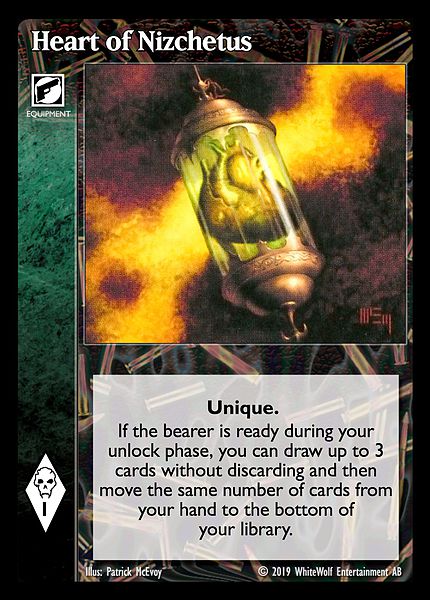 Heart of Nizchetus
EQUIPMENT
Unique.
If the bearer is ready during your
unlock phase, you can draw up to 3
cards without discarding and then
move the same number of cards from
your hand to the bottom of
your library.
I
Illus: Patrick McEvoy
© 2019 WhiteWolf Entertainment AB